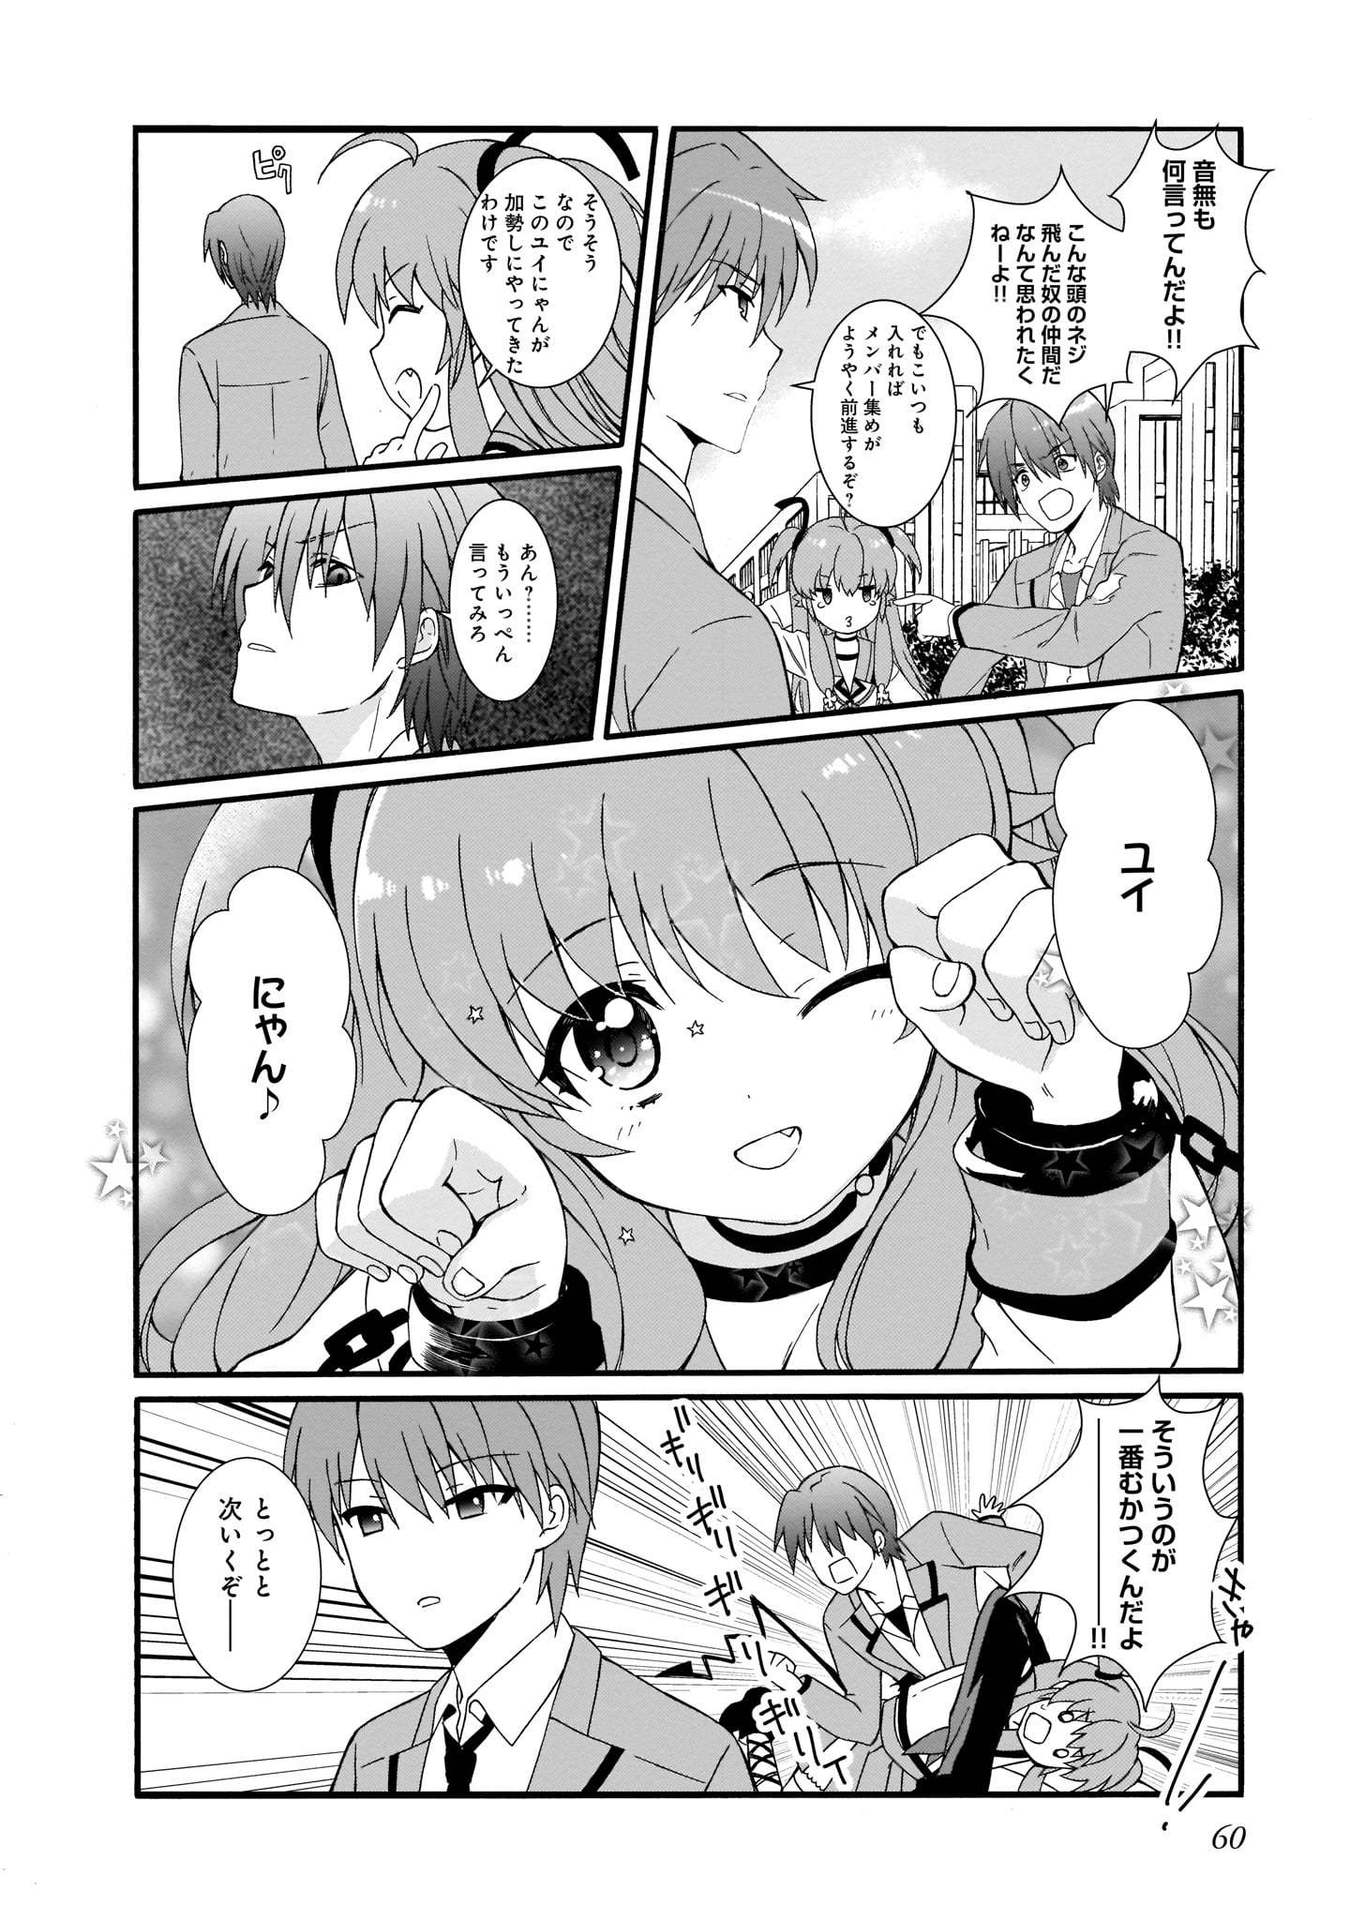 音無も
何言ってんだよ!!
こんな頭のネジ
飛んだ奴の仲間だ
なんて思われたく
ねーよ!!
でもこいつも
入れれば
メンバー集めが
ようやく前進するぞ?
そうそう
なので
このユイにゃんが
加勢しにやってきた
わけです
ピク
あん?………
もういっぺん
言ってみろ
ユイ
にゃん♪
そういうのが
一番むかつくんだよ
――!!
メシャ
ギギギギ
ギリギリィ
とっとと
次いくぞ――
60